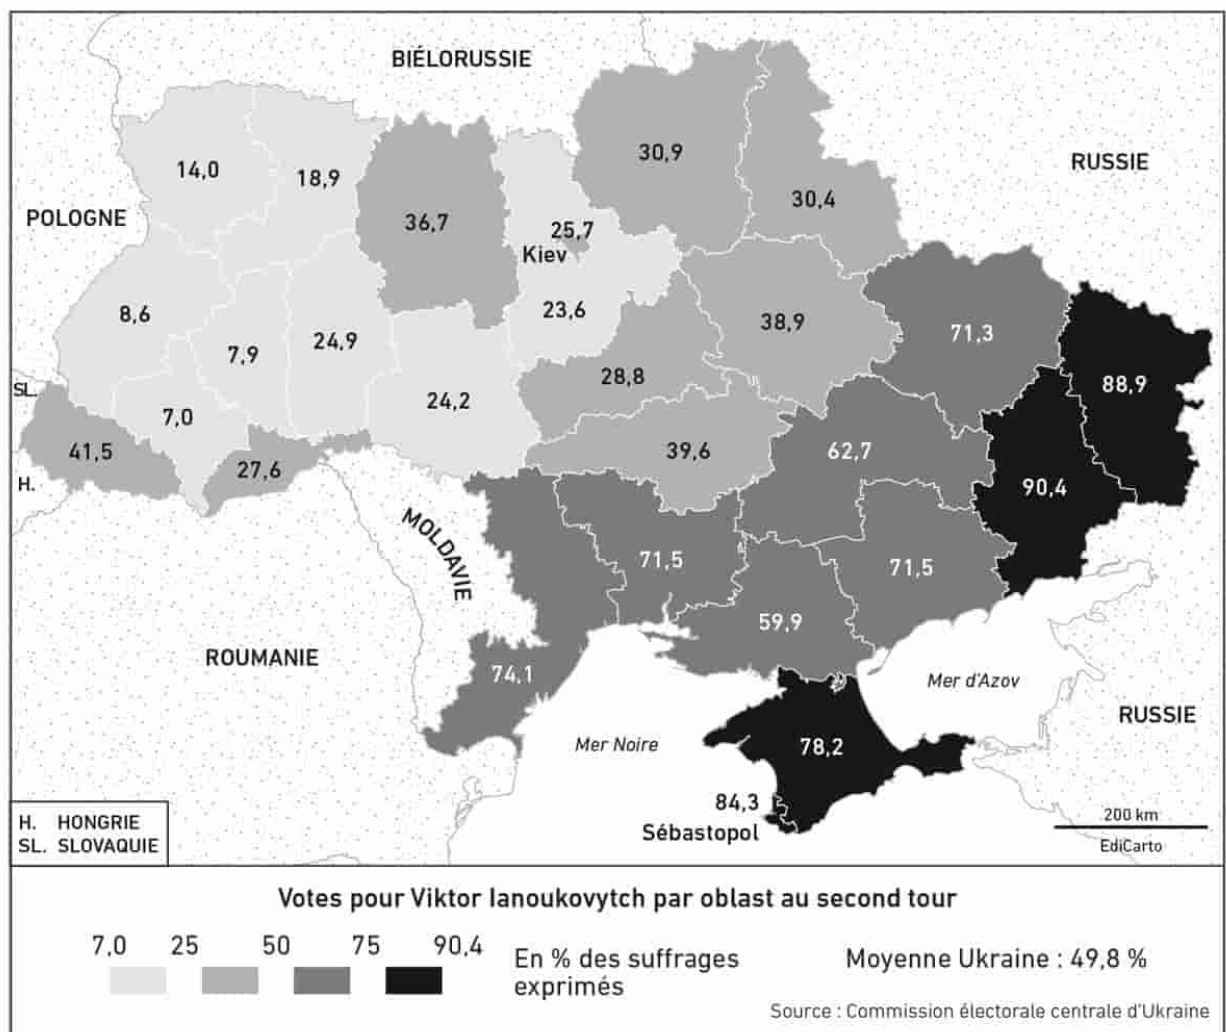 BIÉLORUSSIE
30,9
RUSSIE
14,0
18,9
30,4
POLOGNE
36,7
25,7
Kiev
8,6
23,6
38,9
71,3
7,9
24,9
SL.
28,8
88,9
7,0
24,2
41,5
27,6
39,6
62,7
H.
90,4
MOLDAVIE
71,5
71,5
59,9
ROUMANIE
74,1
Mer d'Azov
RUSSIE
Mer Noire
78,2
84,3
Sébastopol
200 km
EdiCarto
H. HONGRIE
SL. SLOVAQUIE
Votes pour Viktor Ianoukovytch par oblast au second tour
7,0 25 50 75 90,4
En % des suffrages
exprimés
Moyenne Ukraine : 49,8 %
Source : Commission électorale centrale d'Ukraine